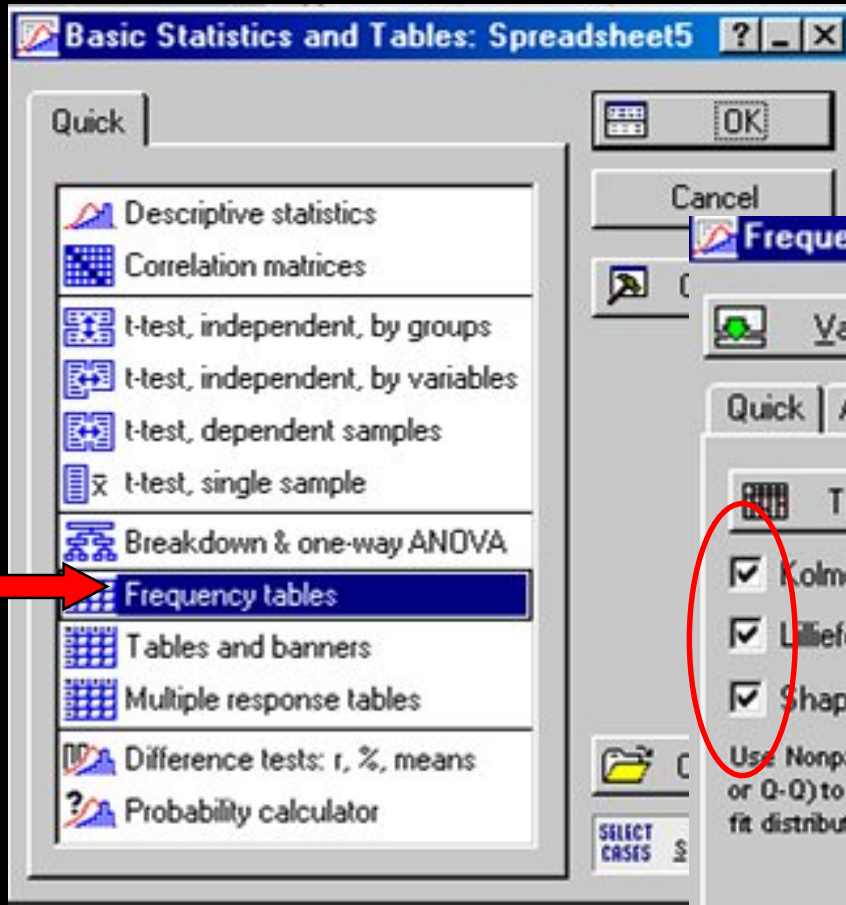 Basic Statistics and Tables: Spreadsheet5
Quick
OK
Cancel
Descriptive statistics
Correlation matrices
t-test, independent, by groups
t-test, independent, by variables
t-test, dependent samples
t-test, single sample
Breakdown & one-way ANOVA
Frequency tables
Tables and banners
Multiple response tables
Difference tests: r, %, means
Probability calculator
SELECT
CASES
Quick
Use
or Q-Q) to
fit